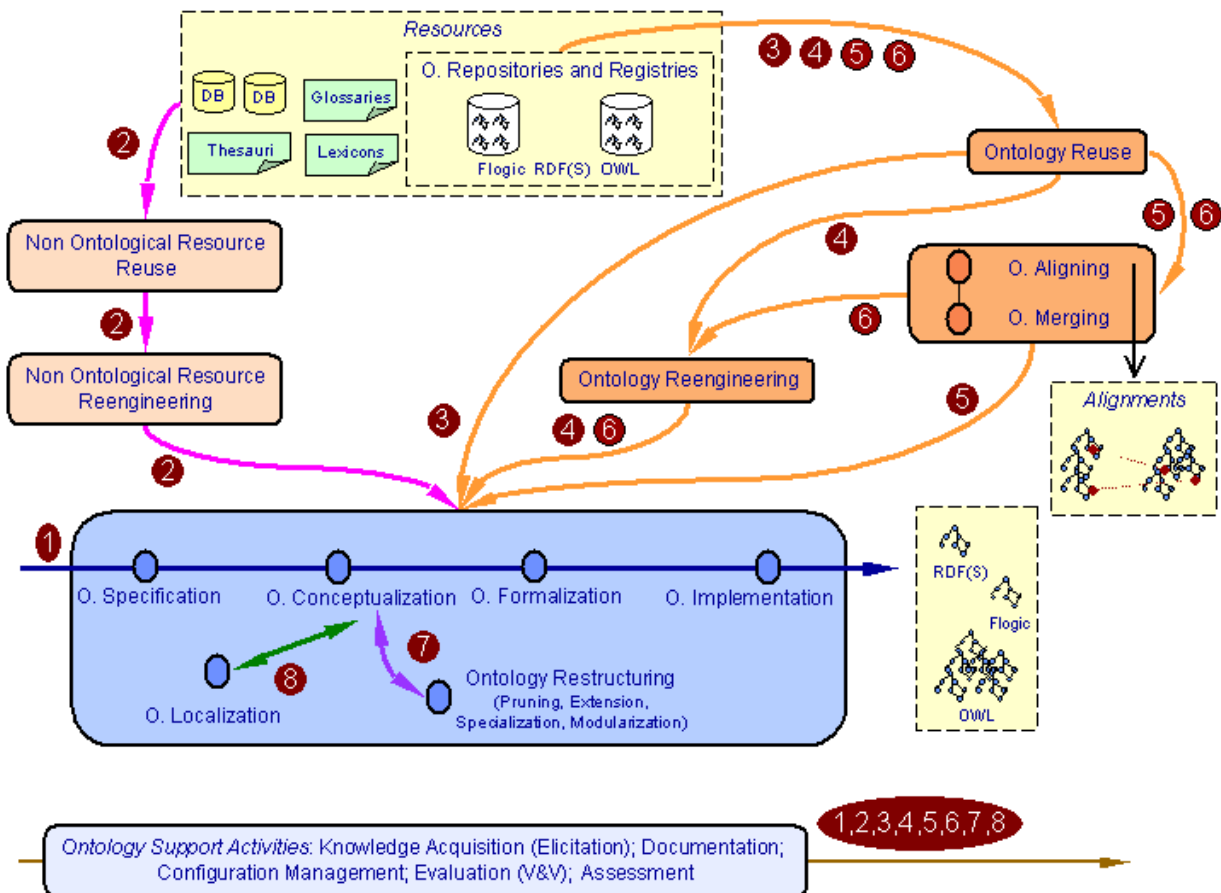 Resources
O. Repositories and Registries
DB
DB
Glossaries
Thesauri
Lexicons
Flogic RDF(S) OWL
3
4
5
6
2
Ontology Reuse
Non Ontological Resource
Reuse
4
5
6
O. Aligning
O. Merging
2
6
Non Ontological Resource
Reengineering
Ontology Reengineering
3
4
6
5
Alignments
2
1
O. Specification
O. Conceptualization
O. Formalization
O. Implementation
RDF(S)
Flogic
7
8
O. Localization
Ontology Restructuring
(Pruning, Extension,
Specialization, Modularization)
OWL
1,2,3,4,5,6,7,8
Ontology Support Activities: Knowledge Acquisition (Elicitation); Documentation;
Configuration Management; Evaluation (V&V); Assessment